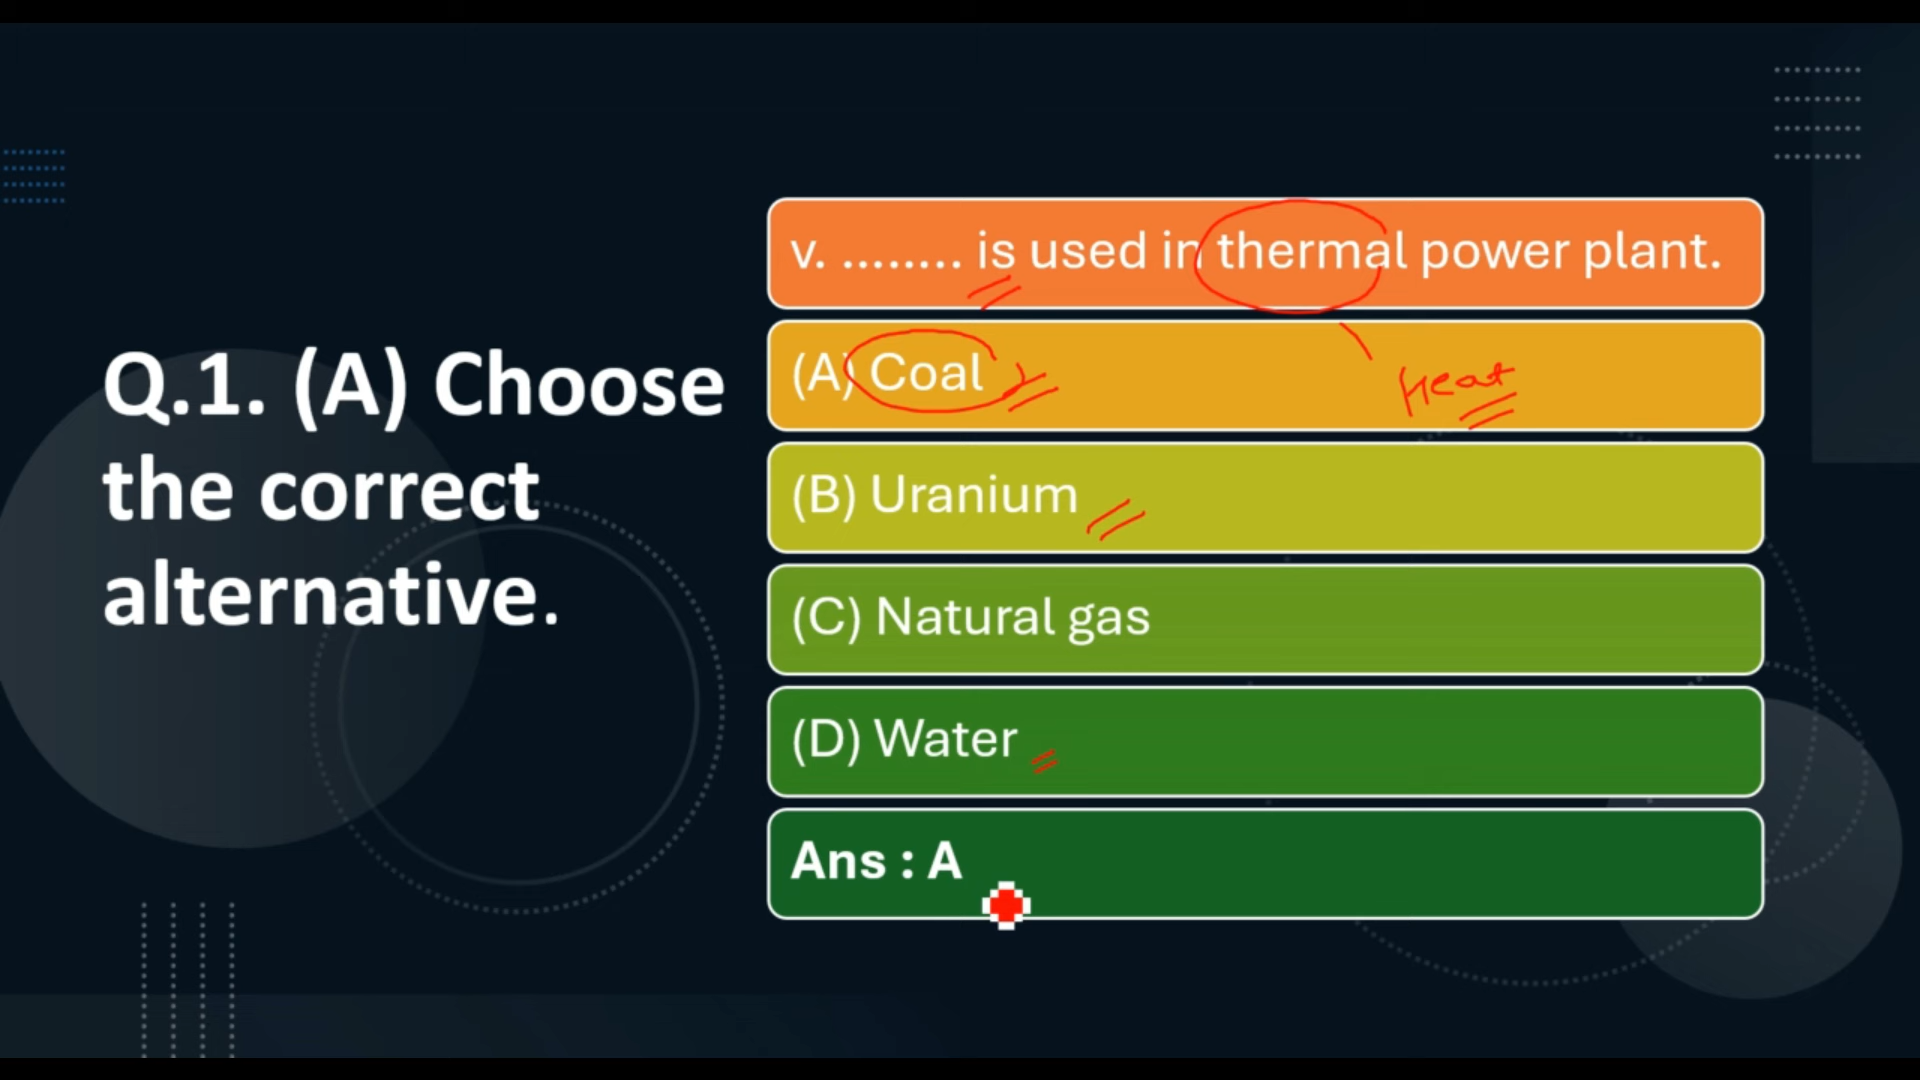 Q.1. (A) Choose
the correct
alternative.
v. ........ is used in thermal power plant.
(A) Coal
Heat
(B) Uranium
(C) Natural gas
(D) Water
Ans : A